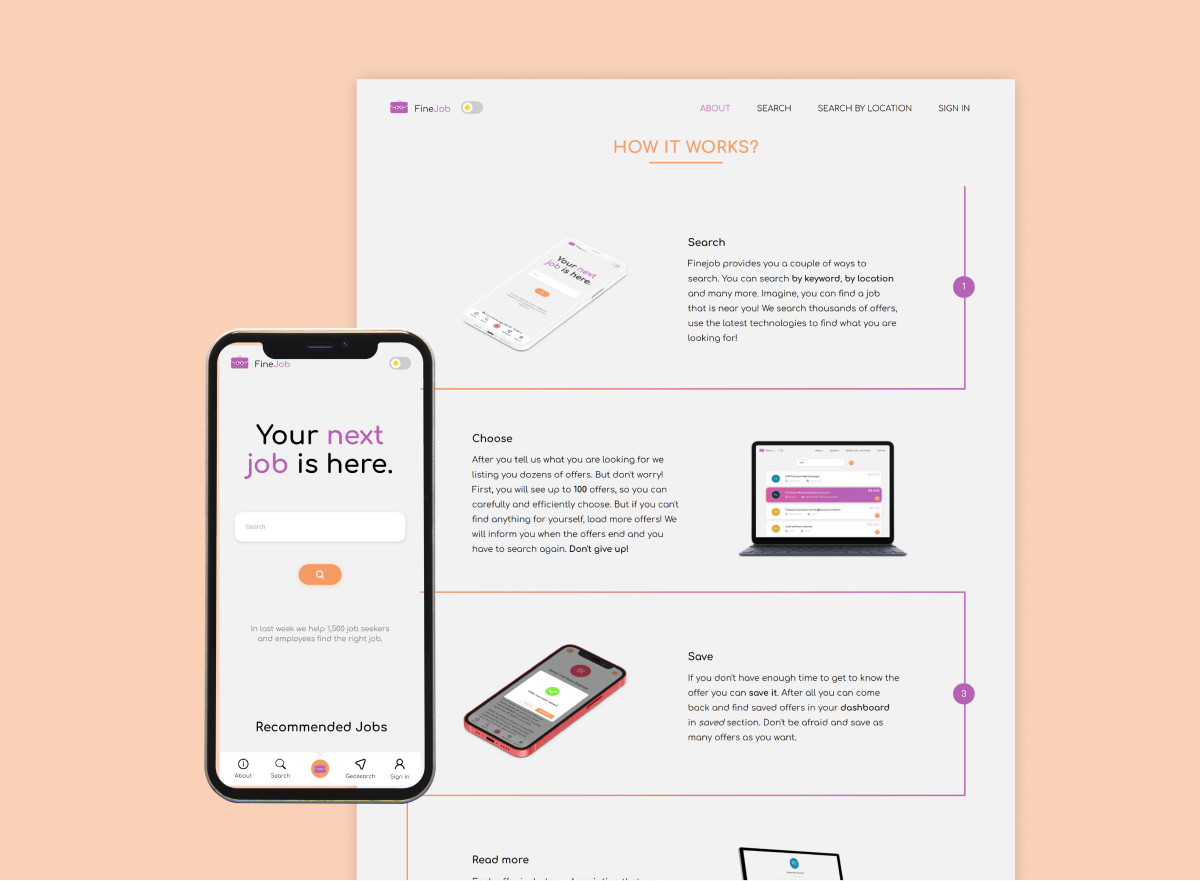 FineJob
ABOUT
SEARCH
SEARCH BY LOCATION
SIGN IN
HOW IT WORKS?
Your next
job is here.
Search
Finejob provides you a couple of ways to
search. You can search by keyword, by location
and many more. Imagine, you can find a job
that is near you! We search thousands of offers,
use the latest technologies to find what you are
looking for!
1
FineJob
Your next
job is here.
Search
In last week we help 1,500 job seekers
and employees find the right job.
Recommended Jobs
About
Search
Geosearch
Sign in
Choose
After you tell us what you are looking for we
listing you dozens of offers. But don't worry!
First, you will see up to 100 offers, so you can
carefully and efficiently choose. But if you can't
find anything for yourself, load more offers! We
will inform you when the offers end and you
have to search again. Don't give up!
Save
If you don't have enough time to get to know the
offer you can save it. After all you can come
back and find saved offers in your dashboard
in saved section. Don't be afraid and save as
many offers as you want.
3
Read more